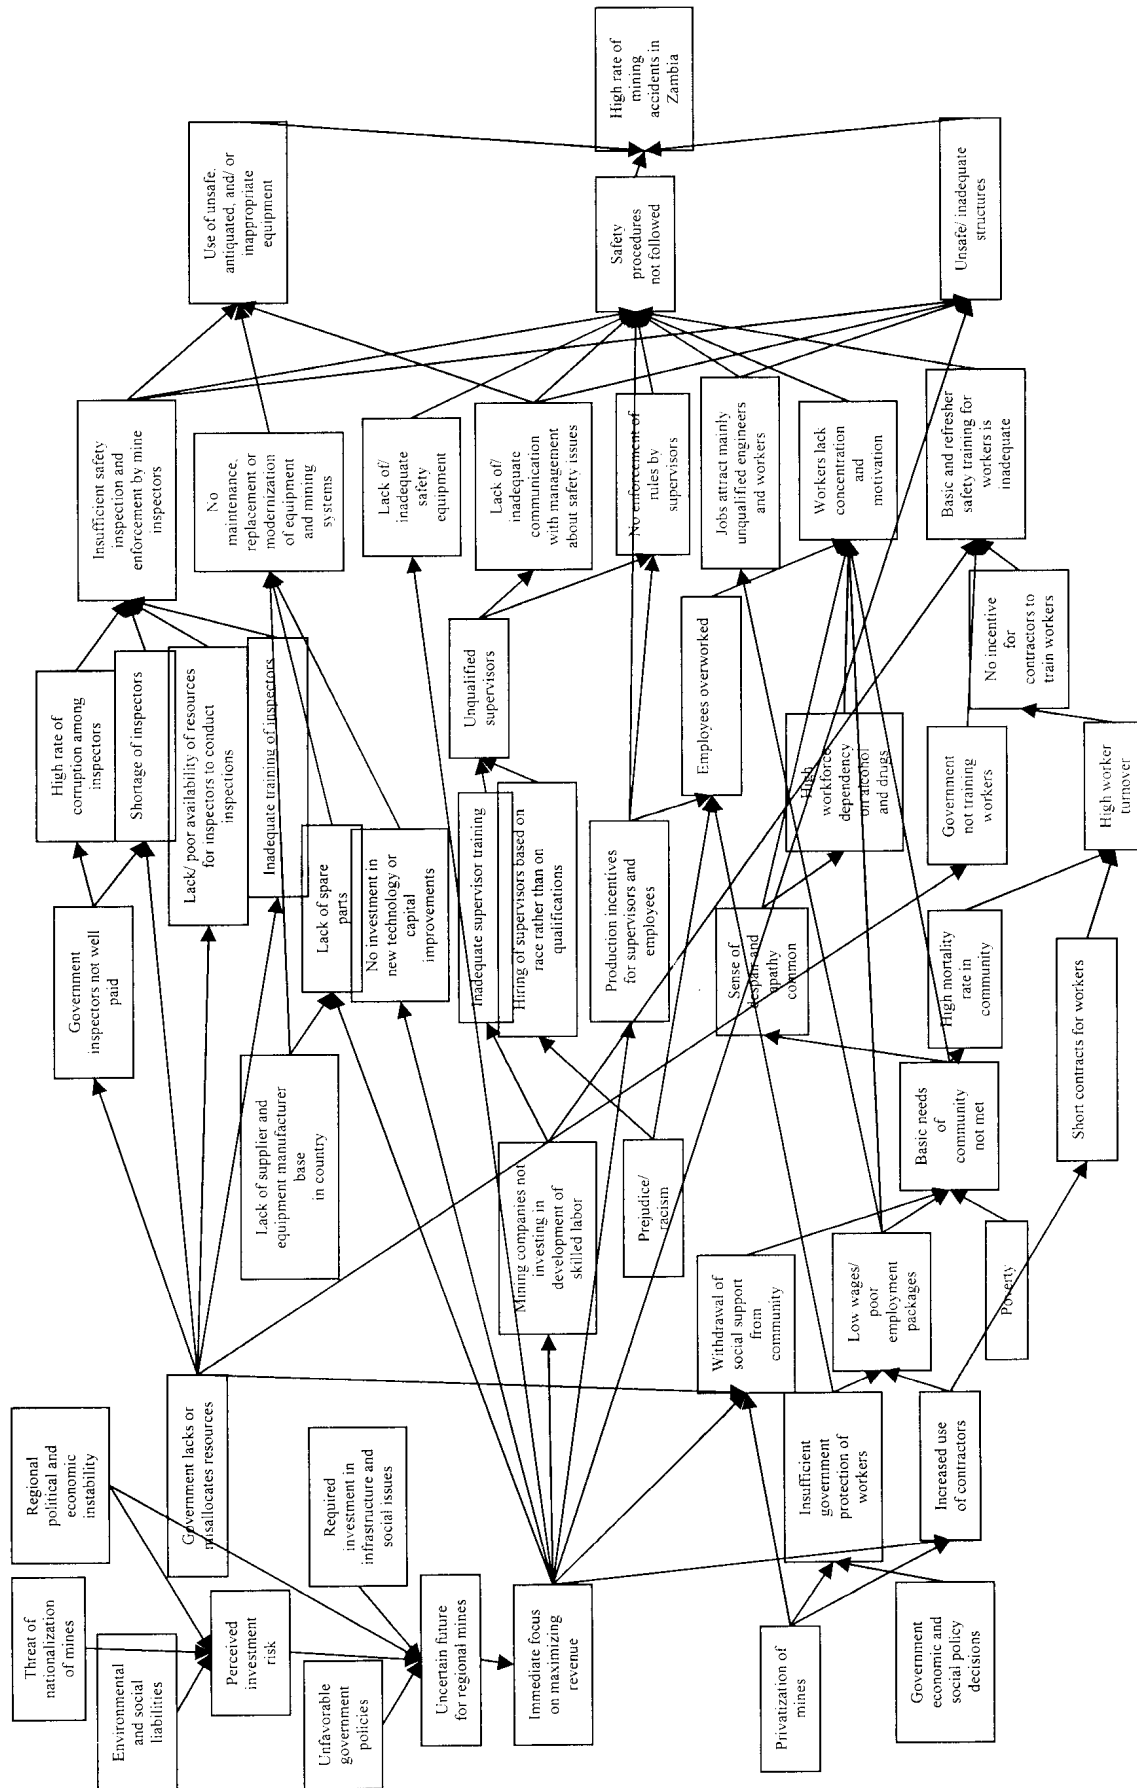 Threat of
nationalization
of mines
Regional
political and
economic
instability
Environmental
and social
liabilities
Perceived
investment
risk
Government lacks or
misallocates resources
Unfavorable
government
policies
Required
investment in
infrastructure and
social issues
Uncertain future
for regional mines
Immediate focus
on maximizing
revenue
Privatization of
mines
Government
economic and
social policy
decisions
Insufficient
government
protection of
workers
Increased use
of contractors
Withdrawal of
social support
from
community
Low wages/
poor
employment
packages
Poverty
Government
inspectors not well
paid
Lack of supplier and
equipment manufacturer
base
in country
Mining companies not
investing in
development of
skilled labor
Prejudice/
racism
Basic needs
of
community
not met
Short contracts for workers
High rate of
corruption among
inspectors
Shortage of inspectors
Lack/ poor availability of resources
for inspectors to conduct
inspections
Inadequate training of inspectors
Lack of spare
parts
No investment in
new technology or
capital
improvements
Inadequate supervisor training
Hiring of supervisors based on
race rather than on
qualifications
Production incentives
for supervisors and
employees
Sense of
despair and
apathy
common
High mortality
rate in
community
Unqualified
supervisors
Employees overworked
High
workforce
dependency
on alcohol
and drugs
Government
not training
workers
No incentive
for
contractors to
train workers
High worker
turnover
Insufficient safety
inspection and
enforcement by mine
inspectors
No
maintenance,
replacement or
modernization
of equipment
and mming
systems
Lack of/
inadequate
safety
equipment
Lack of/
inadequate
communication
with management
about safety issues
No enforcement of
rules by
supervisors
Jobs attract mainly
unqualified engineers
and workers
Workers lack
concentration
and
motivation
Basic and refresher
safety training for
workers is
inadequate
Use of unsafe,
antiquated, and/ or
inappropriate
equipment
Safety
procedures
not followed
Unsafe/ inadequate
structures
High rate of
mining
accidents in
Zambia